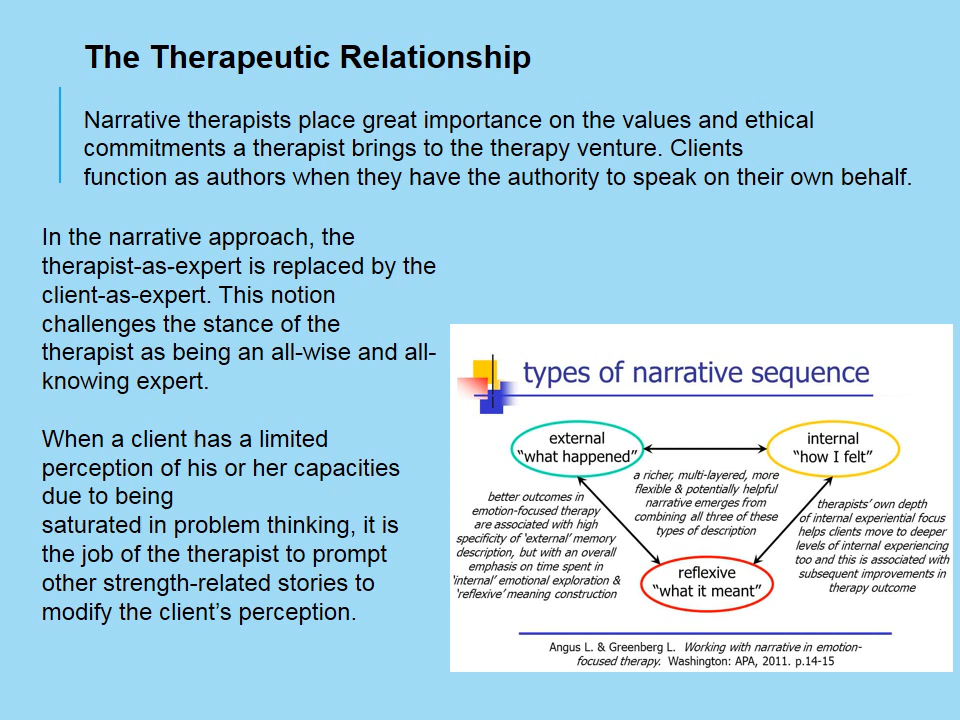 The Therapeutic Relationship
Narrative therapists place great importance on the values and ethical
commitments a therapist brings to the therapy venture. Clients
function as authors when they have the authority to speak on their own behalf.
In the narrative approach, the
therapist-as-expert is replaced by the
client-as-expert. This notion
challenges the stance of the
therapist as being an all-wise and all-
knowing expert.
When a client has a limited
perception of his or her capacities
due to being
saturated in problem thinking, it is
the job of the therapist to prompt
other strength-related stories to
modify the client’s perception.
types of narrative sequence
external
“what happened”
internal
“how I felt”
a richer, multi-layered, more
flexible & potentially helpful
narrative emerges from
combining all three of these
types of description
better outcomes in
emotion-focused therapy
are associated with high
specificity of ‘external’ memory
description, but with an overall
emphasis on time spent in
‘internal’ emotional exploration &
‘reflexive’ meaning construction
therapists’ own depth
of internal experiential focus
helps clients move to deeper
levels of internal experiencing
too and this is associated with
subsequent improvements in
therapy outcome
reflexive
“what it meant”
Angus L. & Greenberg L. Working with narrative in emotion-
focused therapy. Washington: APA, 2011. p.14-15